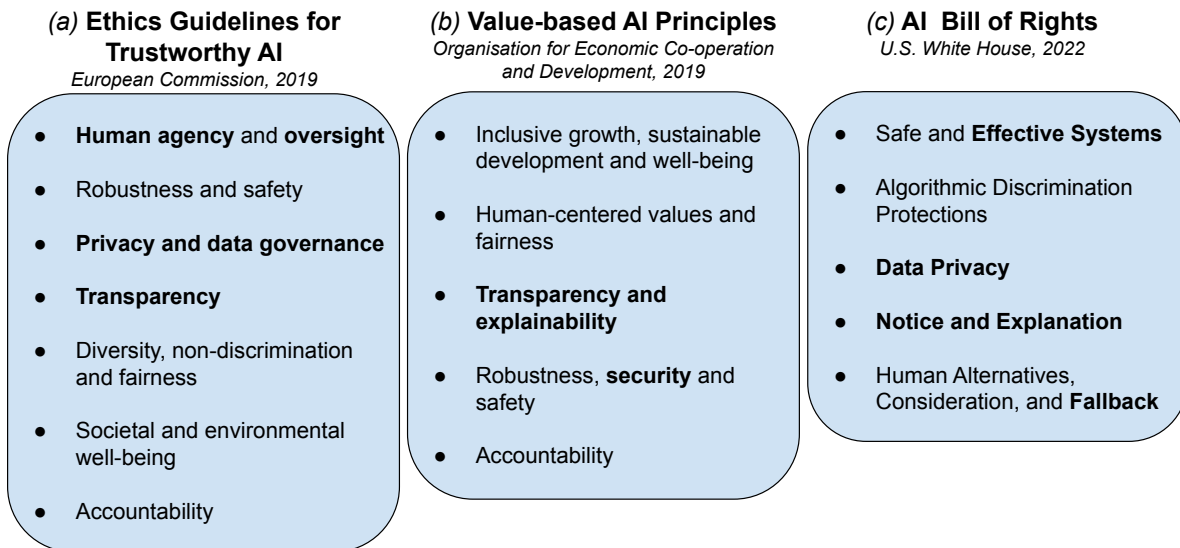 (a) Ethics Guidelines for
Trustworthy AI
European Commission, 2019
● Human agency and oversight
● Robustness and safety
● Privacy and data governance
● Transparency
● Diversity, non-discrimination
and fairness
● Societal and environmental
well-being
● Accountability
(b) Value-based AI Principles
Organisation for Economic Co-operation
and Development, 2019
● Inclusive growth, sustainable
development and well-being
● Human-centered values and
fairness
● Transparency and
explainability
● Robustness, security and
safety
● Accountability
(c) AI Bill of Rights
U.S. White House, 2022
● Safe and Effective Systems
● Algorithmic Discrimination
Protections
● Data Privacy
● Notice and Explanation
● Human Alternatives,
Consideration, and Fallback